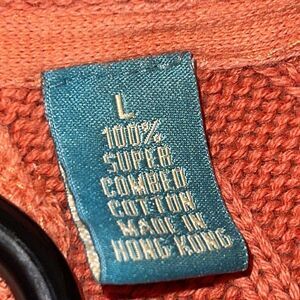 L
100%
SUPER
COMBED
COTTON
MADE IN
HONG KONG